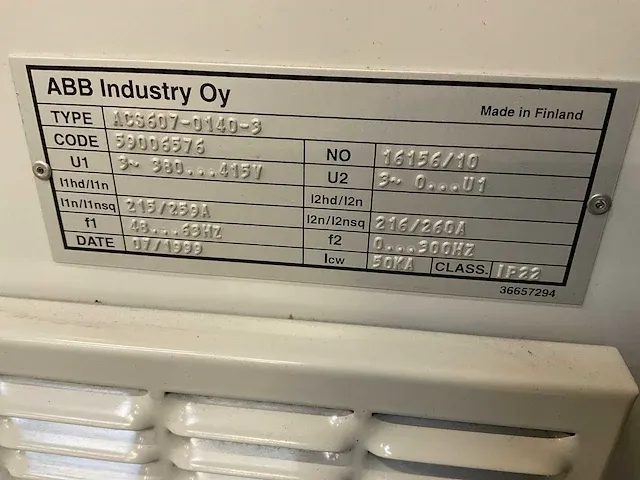 ABB Industry Oy
Made in Finland
TYPE ACS607-0140-3
CODE 59006576 NO 16156/10
U1 3~ 380...415V U2 3~ 0...U1
I1hd/I1n I2hd/I2n
I1n/I1nsq 215/259A I2n/I2nsq 216/260A
f1 48...63HZ f2 0...300HZ
DATE 07/1999 Icw 50KA CLASS. IP22
36657294